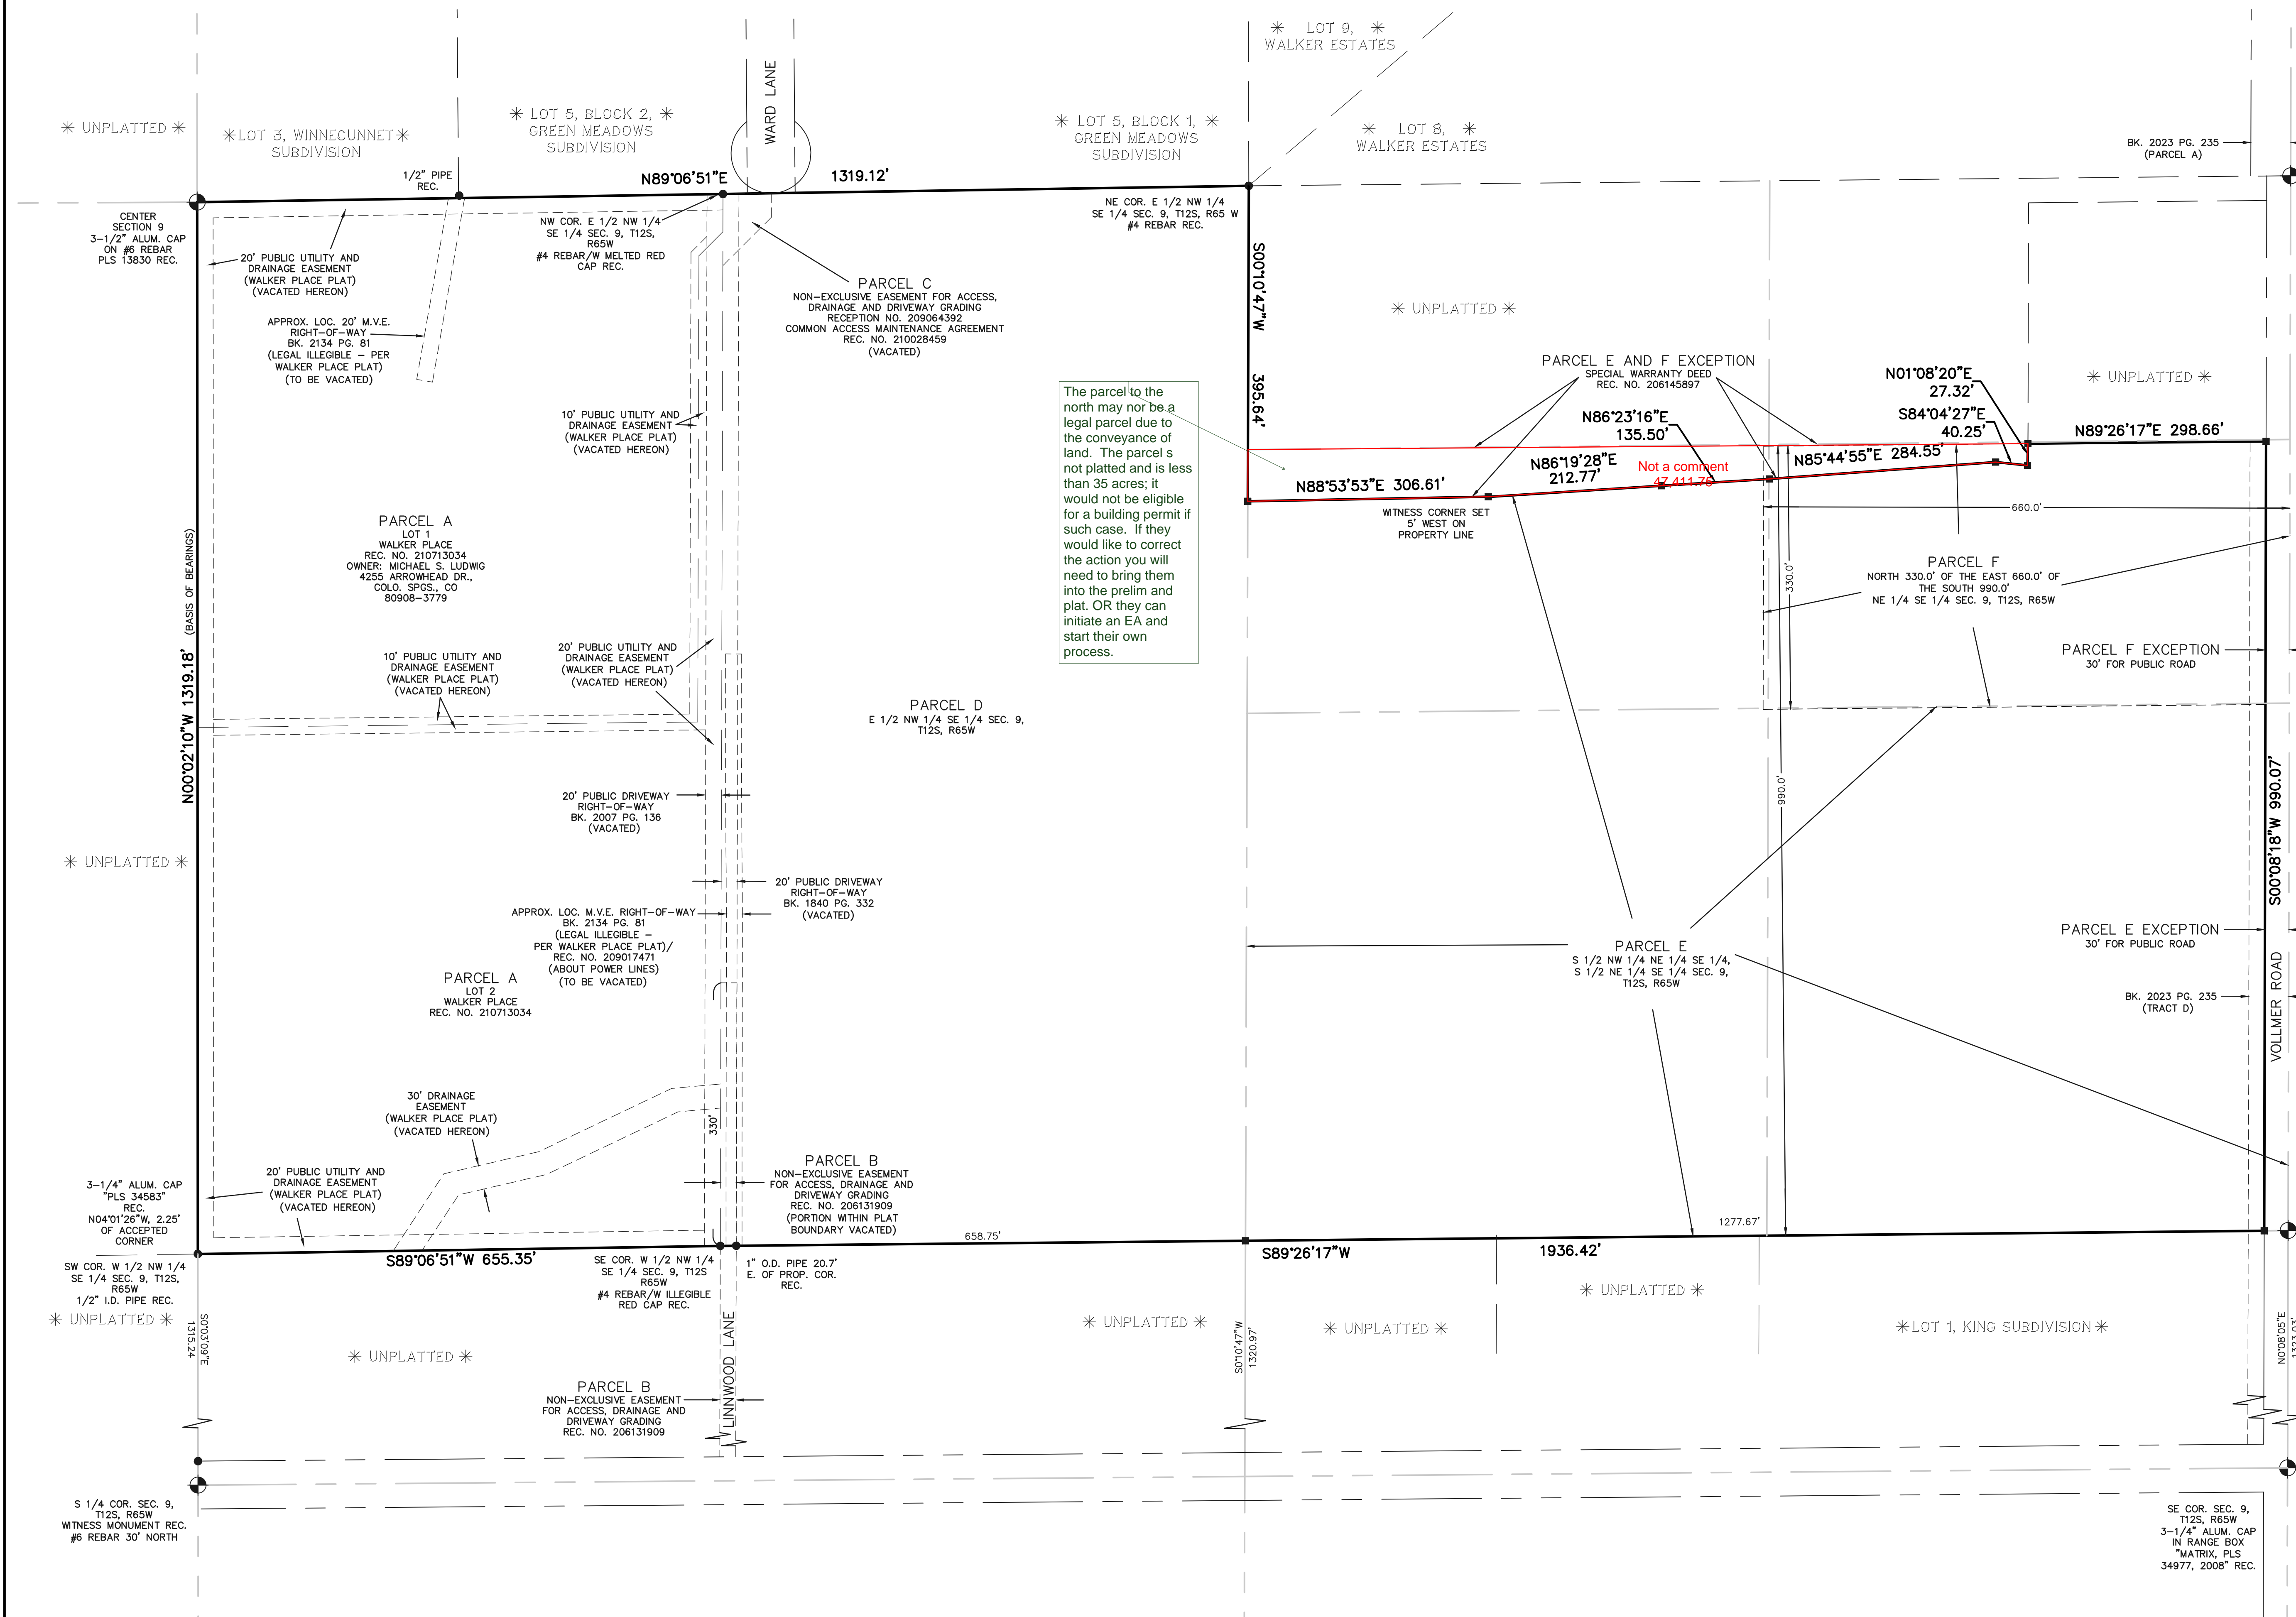 ✳ LOT 9, ✳
WALKER ESTATES
WARD LANE
✳ UNPLATTED ✳
✳LOT 3, WINNECUNNET✳
SUBDIVISION
✳ LOT 5, BLOCK 2, ✳
GREEN MEADOWS
SUBDIVISION
✳ LOT 5, BLOCK 1, ✳
GREEN MEADOWS
SUBDIVISION
✳ LOT 8, ✳
WALKER ESTATES
BK. 2023 PG. 235
(PARCEL A)
1/2" PIPE
REC.
N89°06'51"E
1319.12'
CENTER
SECTION 9
3-1/2" ALUM. CAP
ON #6 REBAR
PLS 13830 REC.
NW COR. E 1/2 NW 1/4
SE 1/4 SEC. 9, T12S,
R65W
#4 REBAR/W MELTED RED
CAP REC.
NE COR. E 1/2 NW 1/4
SE 1/4 SEC. 9, T12S, R65 W
#4 REBAR REC.
20' PUBLIC UTILITY AND
DRAINAGE EASEMENT
(WALKER PLACE PLAT)
(VACATED HEREON)
APPROX. LOC. 20' M.V.E.
RIGHT-OF-WAY
BK. 2134 PG. 81
(LEGAL ILLEGIBLE - PER
WALKER PLACE PLAT)
(TO BE VACATED)
PARCEL C
NON-EXCLUSIVE EASEMENT FOR ACCESS,
DRAINAGE AND DRIVEWAY GRADING
RECEPTION NO. 209064392
COMMON ACCESS MAINTENANCE AGREEMENT
REC. NO. 210028459
(VACATED)
S00°10'47"W
395.64'
✳ UNPLATTED ✳
PARCEL E AND F EXCEPTION
SPECIAL WARRANTY DEED
REC. NO. 206145897
N01°08'20"E
27.32'
S84°04'27"E
40.25'
✳ UNPLATTED ✳
N89°26'17"E 298.66'
The parcel to the
north may nor be a
legal parcel due to
the conveyance of
land. The parcel s
not platted and is less
than 35 acres; it
would not be eligible
for a building permit if
such case. If they
would like to correct
the action you will
need to bring them
into the prelim and
plat. OR they can
initiate an EA and
start their own
process.
10' PUBLIC UTILITY AND
DRAINAGE EASEMENT
(WALKER PLACE PLAT)
(VACATED HEREON)
N86°23'16"E
135.50'
N86°19'28"E
212.77'
Not a comment
47,411.75
N85°44'55"E 284.55'
N88°53'53"E 306.61'
WITNESS CORNER SET
5' WEST ON
PROPERTY LINE
660.0'
330.0'
990.0'
PARCEL F
NORTH 330.0' OF THE EAST 660.0' OF
THE SOUTH 990.0'
NE 1/4 SE 1/4 SEC. 9, T12S, R65W
PARCEL A
LOT 1
WALKER PLACE
REC. NO. 210713034
OWNER: MICHAEL S. LUDWIG
4255 ARROWHEAD DR.,
COLO. SPGS., CO
80908-3779
N00°02'10"W 1319.18' (BASIS OF BEARINGS)
10' PUBLIC UTILITY AND
DRAINAGE EASEMENT
(WALKER PLACE PLAT)
(VACATED HEREON)
20' PUBLIC UTILITY AND
DRAINAGE EASEMENT
(WALKER PLACE PLAT)
(VACATED HEREON)
PARCEL D
E 1/2 NW 1/4 SE 1/4 SEC. 9,
T12S, R65W
PARCEL F EXCEPTION
30' FOR PUBLIC ROAD
S00°08'18"W 990.07'
20' PUBLIC DRIVEWAY
RIGHT-OF-WAY
BK. 2007 PG. 136
(VACATED)
✳ UNPLATTED ✳
20' PUBLIC DRIVEWAY
RIGHT-OF-WAY
BK. 1840 PG. 332
(VACATED)
APPROX. LOC. M.V.E. RIGHT-OF-WAY
BK. 2134 PG. 81
(LEGAL ILLEGIBLE -
PER WALKER PLACE PLAT)/
REC. NO. 209017471
(ABOUT POWER LINES)
(TO BE VACATED)
PARCEL E
S 1/2 NW 1/4 NE 1/4 SE 1/4,
S 1/2 NE 1/4 SE 1/4 SEC. 9,
T12S, R65W
PARCEL E EXCEPTION
30' FOR PUBLIC ROAD
BK. 2023 PG. 235
(TRACT D)
VOLLMER ROAD
PARCEL A
LOT 2
WALKER PLACE
REC. NO. 210713034
30' DRAINAGE
EASEMENT
(WALKER PLACE PLAT)
(VACATED HEREON)
330'
20' PUBLIC UTILITY AND
DRAINAGE EASEMENT
(WALKER PLACE PLAT)
(VACATED HEREON)
PARCEL B
NON-EXCLUSIVE EASEMENT
FOR ACCESS, DRAINAGE AND
DRIVEWAY GRADING
REC. NO. 206131909
(PORTION WITHIN PLAT
BOUNDARY VACATED)
3-1/4" ALUM. CAP
"PLS 34583"
REC.
N04°01'26"W, 2.25'
OF ACCEPTED
CORNER
SW COR. W 1/2 NW 1/4
SE 1/4 SEC. 9, T12S,
R65W
1/2" I.D. PIPE REC.
S89°06'51"W 655.35'
SE COR. W 1/2 NW 1/4
SE 1/4 SEC. 9, T12S
R65W
#4 REBAR/W ILLEGIBLE
RED CAP REC.
1" O.D. PIPE 20.7'
E. OF PROP. COR.
REC.
658.75'
S89°26'17"W
1936.42'
1277.67'
✳ UNPLATTED ✳
S0°03'09"E
1315.24
✳ UNPLATTED ✳
LINNWOOD LANE
✳ UNPLATTED ✳
S0°10'47"W
1320.97'
✳ UNPLATTED ✳
✳ UNPLATTED ✳
✳LOT 1, KING SUBDIVISION✳
N0°08'05"E
PARCEL B
NON-EXCLUSIVE EASEMENT
FOR ACCESS, DRAINAGE AND
DRIVEWAY GRADING
REC. NO. 206131909
S 1/4 COR. SEC. 9,
T12S, R65W
WITNESS MONUMENT REC.
#6 REBAR 30' NORTH
SE COR. SEC. 9,
T12S, R65W
3-1/4" ALUM. CAP
IN RANGE BOX
"MATRIX, PLS
34977, 2008" REC.